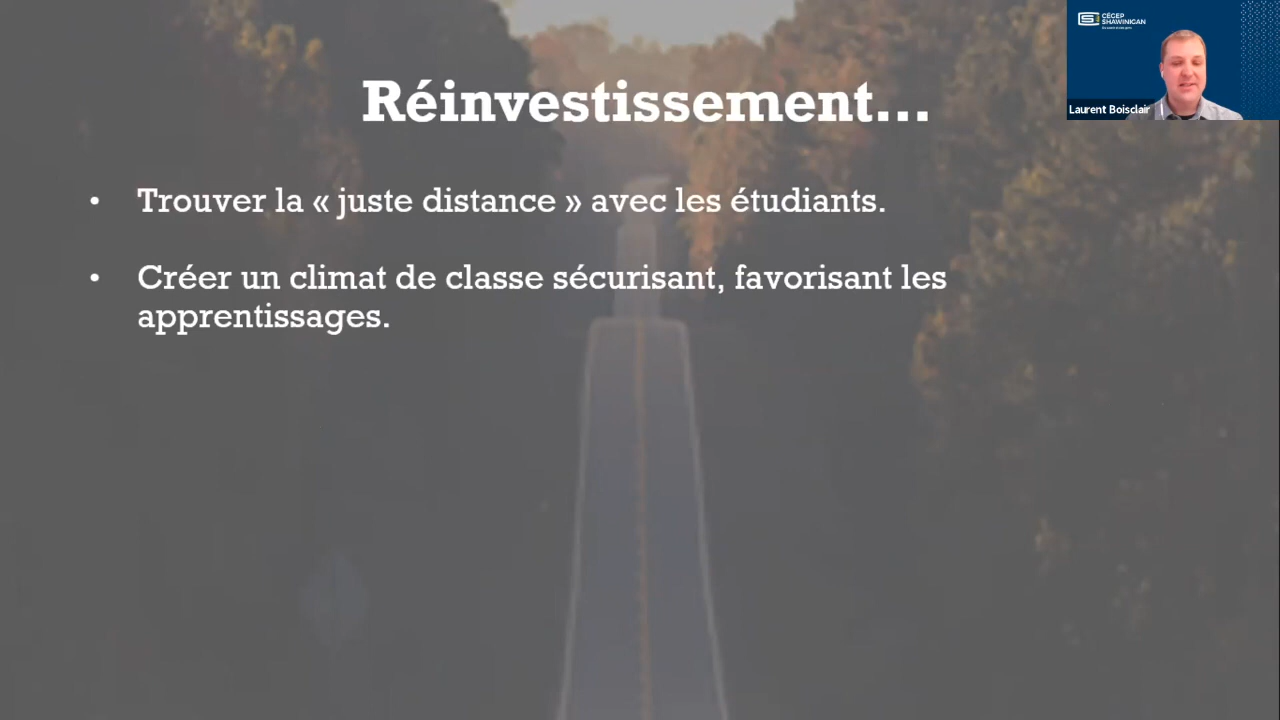 Réinvestissement...
• Trouver la « juste distance » avec les étudiants.
• Créer un climat de classe sécurisant, favorisant les
apprentissages.
CÉGEP
SHAWINIGAN
Laurent Boisclair